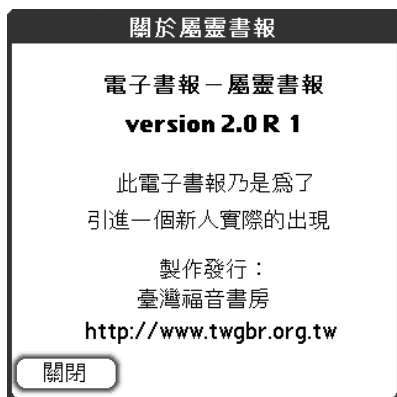 關於屬靈書報
電子書報－屬靈書報
version 2.0 R 1
此電子書報乃是爲了
引進一個新人實際的出現
製作發行：
臺灣福音書房
http://www.twgbr.org.tw
關閉